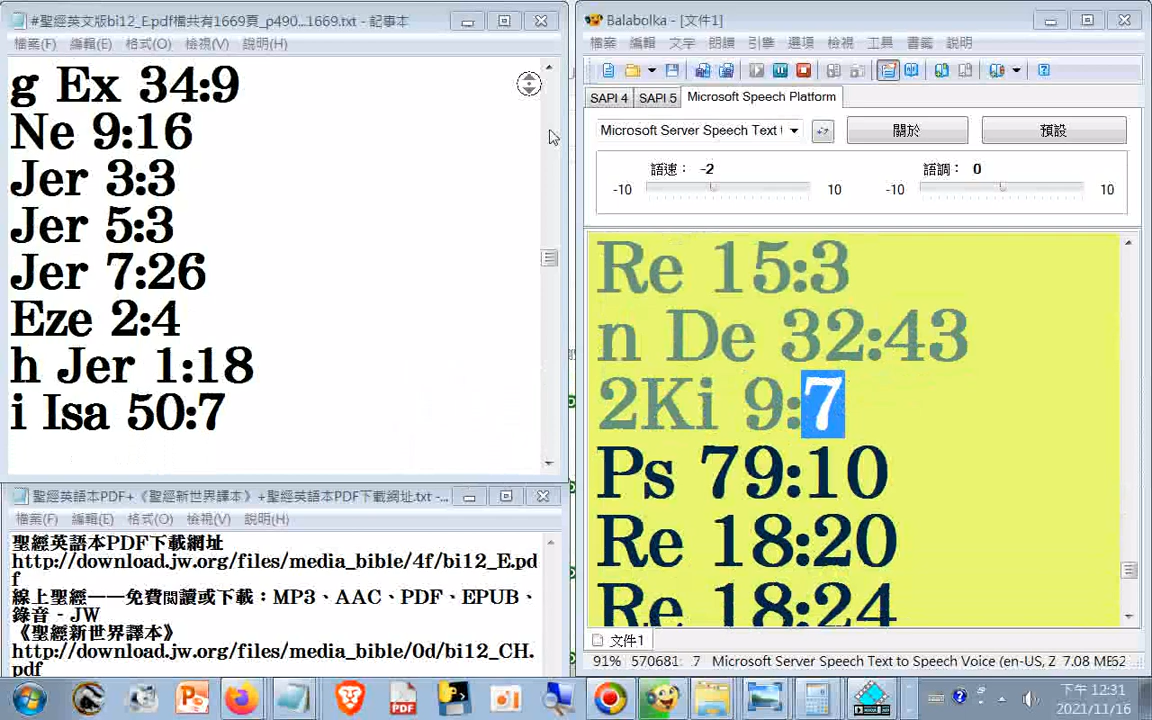 #聖經英文版bi12_E.pdf檔共有1669頁_p490...1669.txt - 記事本
檔案(F) 編輯(E) 格式(O) 檢視(V) 說明(H)
g Ex 34:9
Ne 9:16
Jer 3:3
Jer 5:3
Jer 7:26
Eze 2:4
h Jer 1:18
i Isa 50:7
聖經英語本PDF+《聖經新世界譯本》+聖經英語本PDF下載網址.txt -...
檔案(F) 編輯(E) 格式(O) 檢視(V) 說明(H)
聖經英語本PDF下載網址
http://download.jw.org/files/media_bible/4f/bi12_E.pd
f
線上聖經——免費閱讀或下載：MP3、AAC、PDF、EPUB、
錄音 - JW
《聖經新世界譯本》
http://download.jw.org/files/media_bible/0d/bi12_CH.
pdf
Balabolka - [文件1]
檔案 編輯 文字 朗讀 引擎 選項 檢視 工具 書籤 說明
SAPI 4 SAPI 5 Microsoft Speech Platform
Microsoft Server Speech Text 關於 預設
語速： -2 語調： 0
-10 10 -10 10
Re 15:3
n De 32:43
2Ki 9:7
Ps 79:10
Re 18:20
Re 18:24
文件1
91% 570681 7 Microsoft Server Speech Text to Speech Voice (en-US, Z 7.08 ME
PDF
下午 12:31
2021/11/16